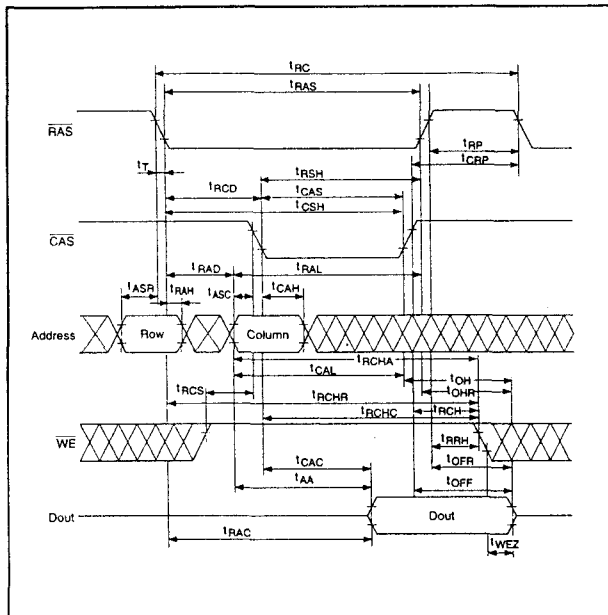 tRC
tRAS
RAS
tRP
tCRP
tT
tRSH
tRCD
tCAS
tCSH
CAS
tRAD
tRAL
tASR
tRAH
tASC
tCAH
Address
Row
Column
tRCHA
tCAL
tOH
tOHR
tRCS
tRCHR
tRCH
tRCHC
WE
tRRH
tCAC
tOFR
tAA
tOFF
Dout
Dout
tRAC
tWEZ